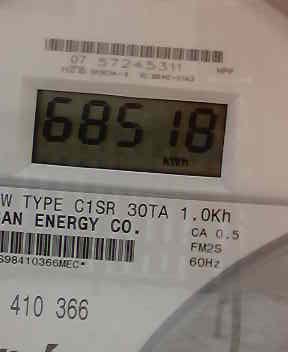 07 57245311
68518
kWh
W TYPE C1SR 30TA 1.0Kh
AN ENERGY CO.
CA 0.5
FM2S
S98410366MEC*
60Hz
410 366